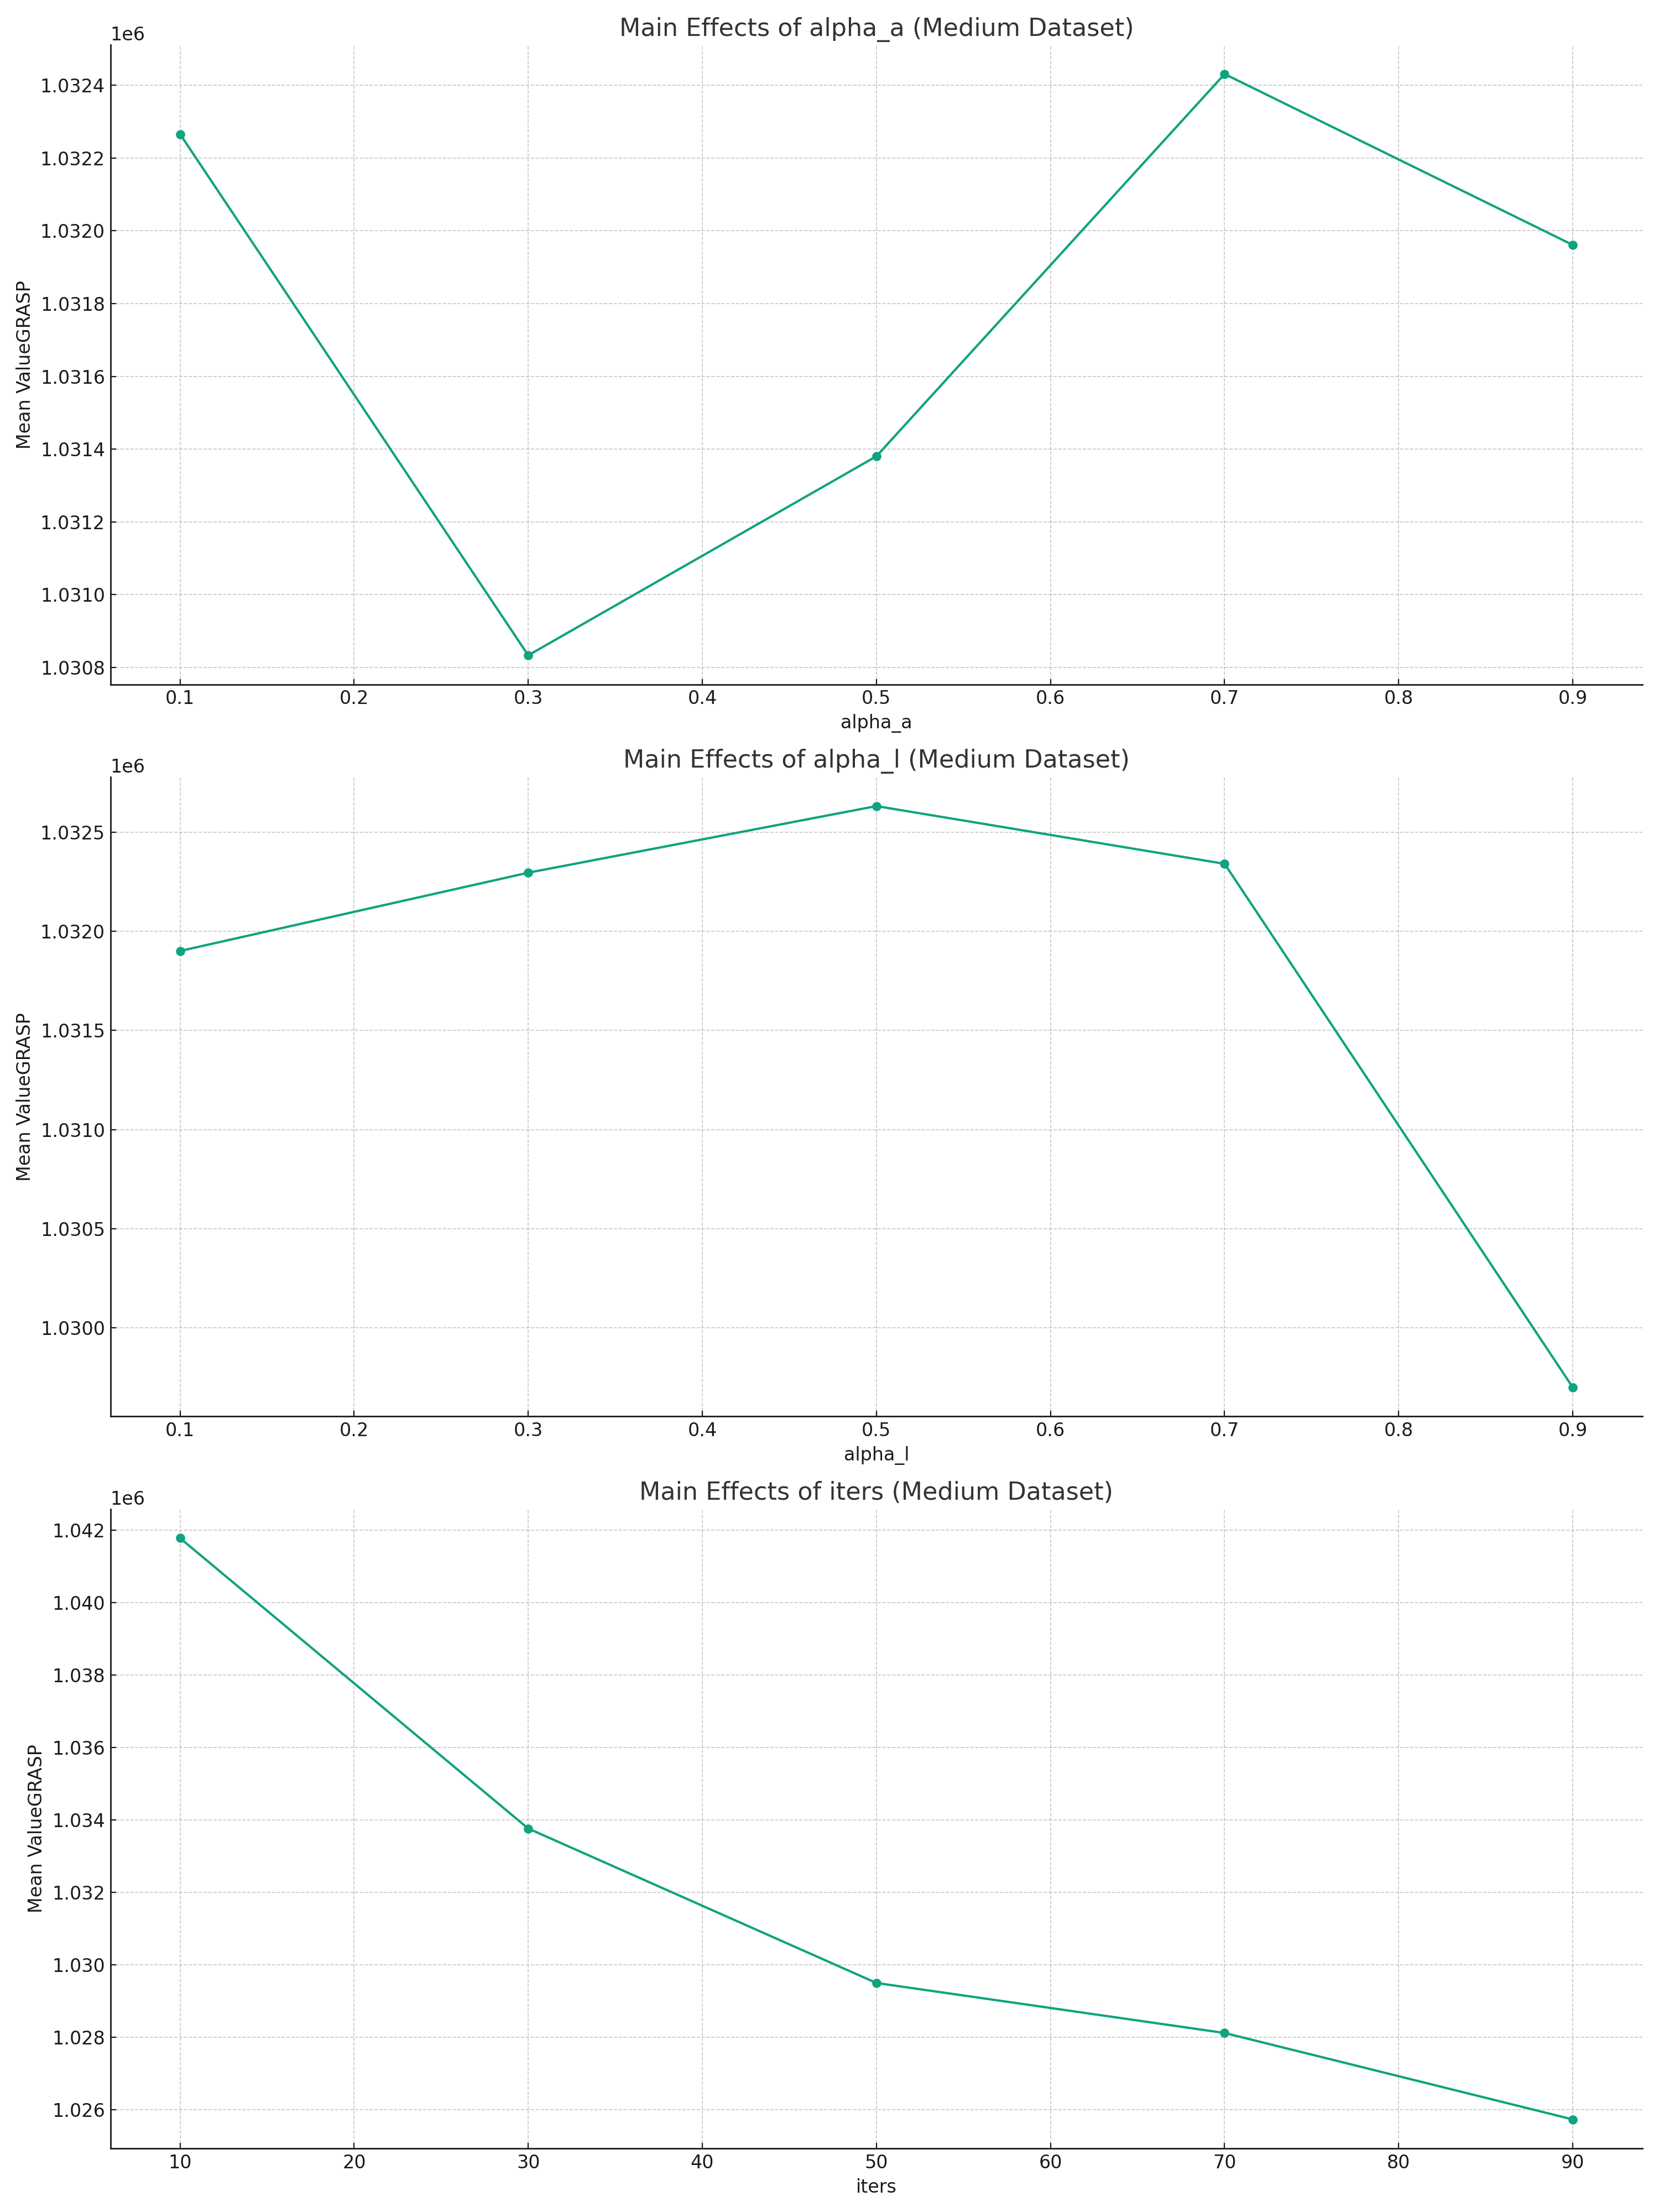 Main Effects of alpha_a (Medium Dataset)
1e6
1.0324
1.0322
1.0320
1.0318
1.0316
1.0314
1.0312
1.0310
1.0308
Mean ValueGRASP
0.1 0.2 0.3 0.4 0.5 0.6 0.7 0.8 0.9
alpha_a
Main Effects of alpha_l (Medium Dataset)
1e6
1.0325
1.0320
1.0315
1.0310
1.0305
1.0300
Mean ValueGRASP
0.1 0.2 0.3 0.4 0.5 0.6 0.7 0.8 0.9
alpha_l
Main Effects of iters (Medium Dataset)
1e6
1.042
1.040
1.038
1.036
1.034
1.032
1.030
1.028
1.026
Mean ValueGRASP
10 20 30 40 50 60 70 80 90
iters